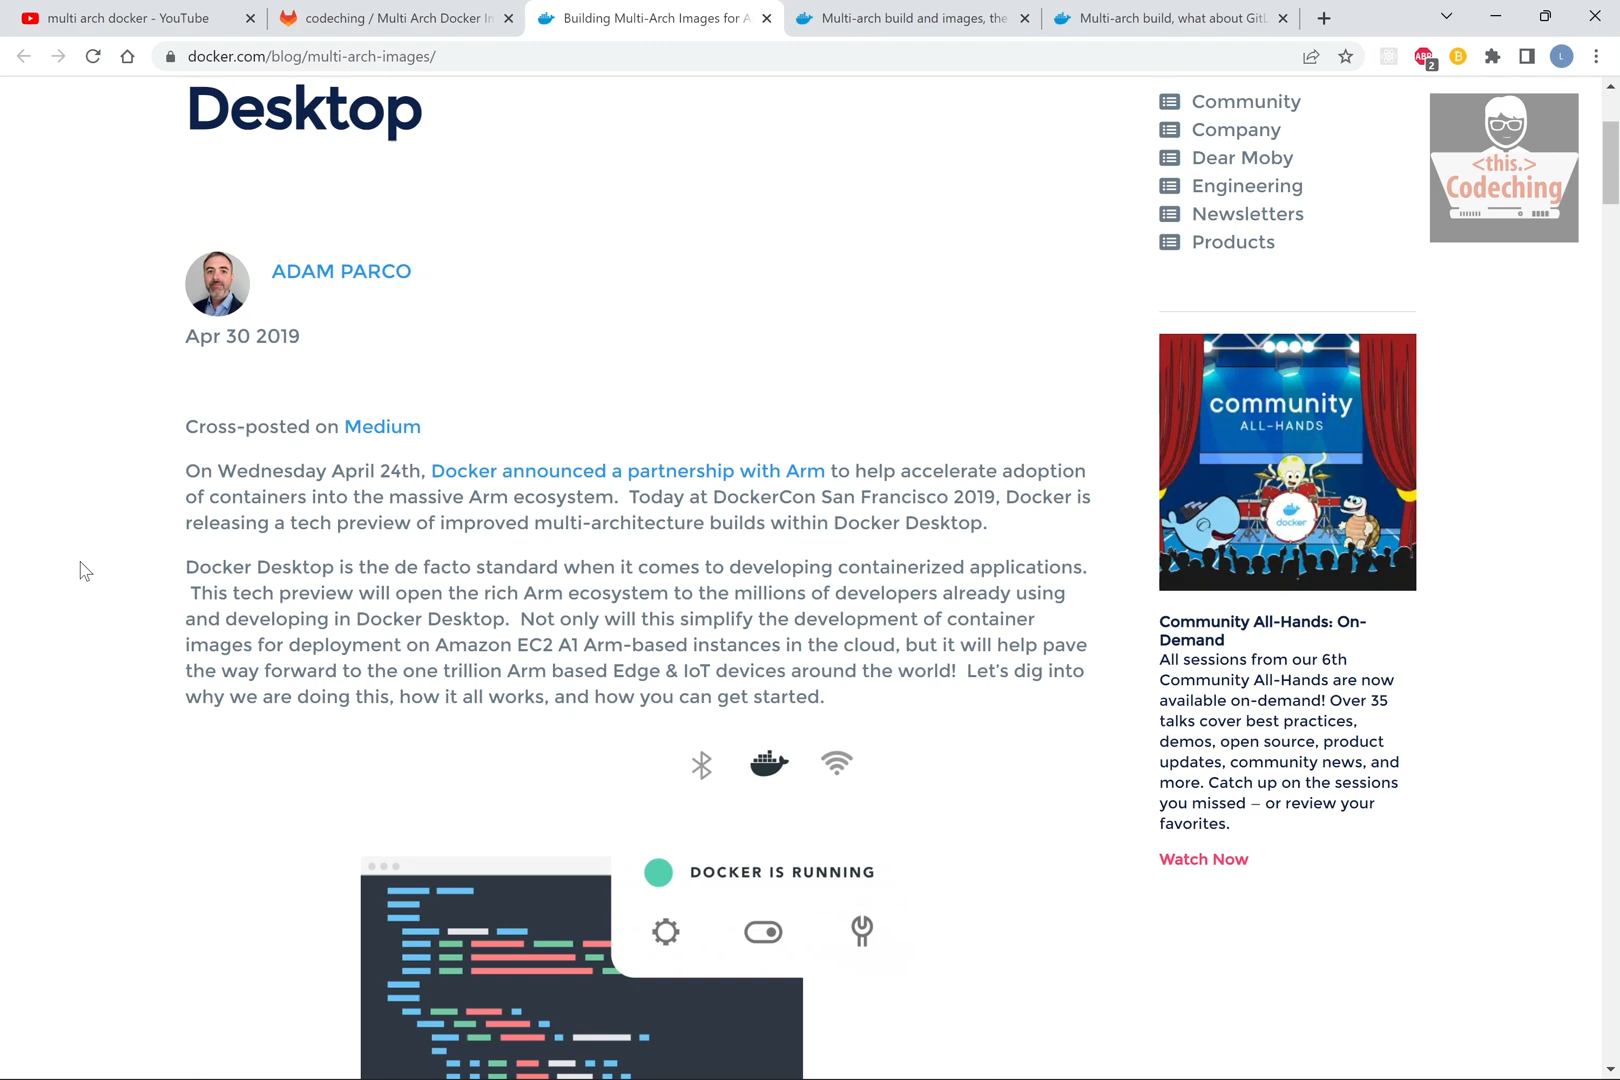 multi arch docker - YouTube
codeching / Multi Arch Docker In
Building Multi-Arch Images for A
Multi-arch build and images, the
Multi-arch build, what about GitL
docker.com/blog/multi-arch-images/
ABP
2
L
Desktop
ADAM PARCO
Apr 30 2019
Cross-posted on Medium
On Wednesday April 24th, Docker announced a partnership with Arm to help accelerate adoption
of containers into the massive Arm ecosystem.  Today at DockerCon San Francisco 2019, Docker is
releasing a tech preview of improved multi-architecture builds within Docker Desktop.
Docker Desktop is the de facto standard when it comes to developing containerized applications.
This tech preview will open the rich Arm ecosystem to the millions of developers already using
and developing in Docker Desktop.  Not only will this simplify the development of container
images for deployment on Amazon EC2 A1 Arm-based instances in the cloud, but it will help pave
the way forward to the one trillion Arm based Edge & IoT devices around the world!  Let’s dig into
why we are doing this, how it all works, and how you can get started.
DOCKER IS RUNNING
Community
Company
Dear Moby
Engineering
Newsletters
Products
community
ALL-HANDS
docker
Community All-Hands: On-
Demand
All sessions from our 6th
Community All-Hands are now
available on-demand! Over 35
talks cover best practices,
demos, open source, product
updates, community news, and
more. Catch up on the sessions
you missed – or review your
favorites.
Watch Now
<this.>
Codeching